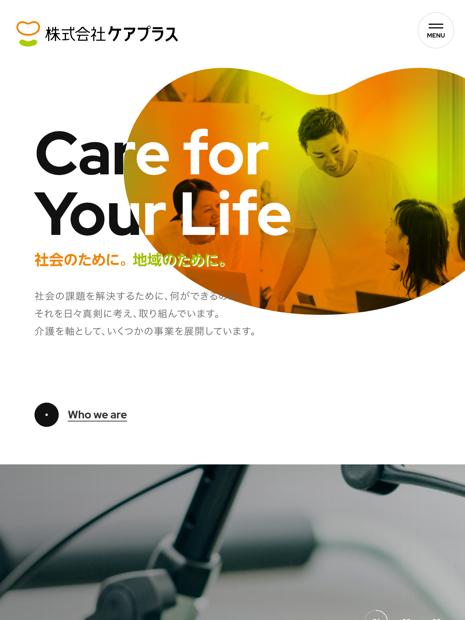 株式会社ケアプラス
MENU
Care for
Your Life
社会のために。地域のために。
社会の課題を解決するために、何ができるの
それを日々真剣に考え、取り組んでいます。
介護を軸として、いくつかの事業を展開しています。
Who we are